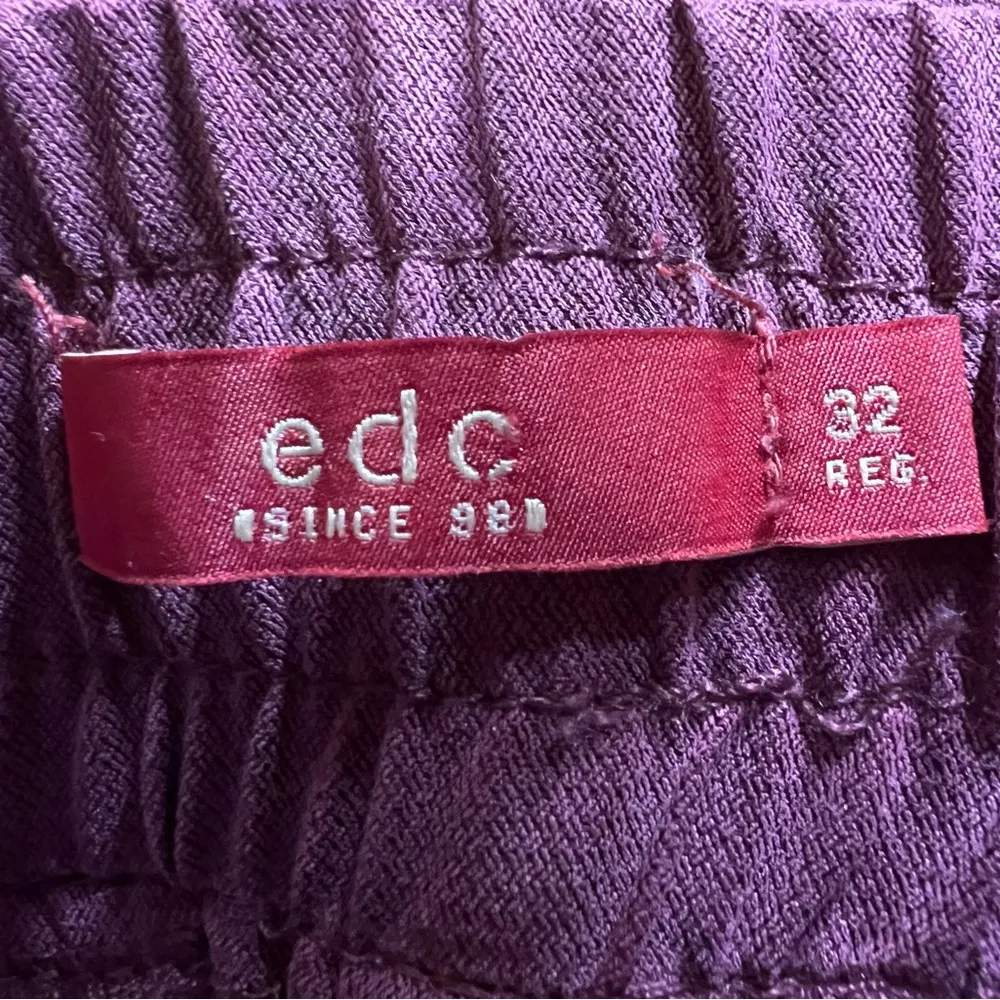 edc
SINCE 98
32
REG.